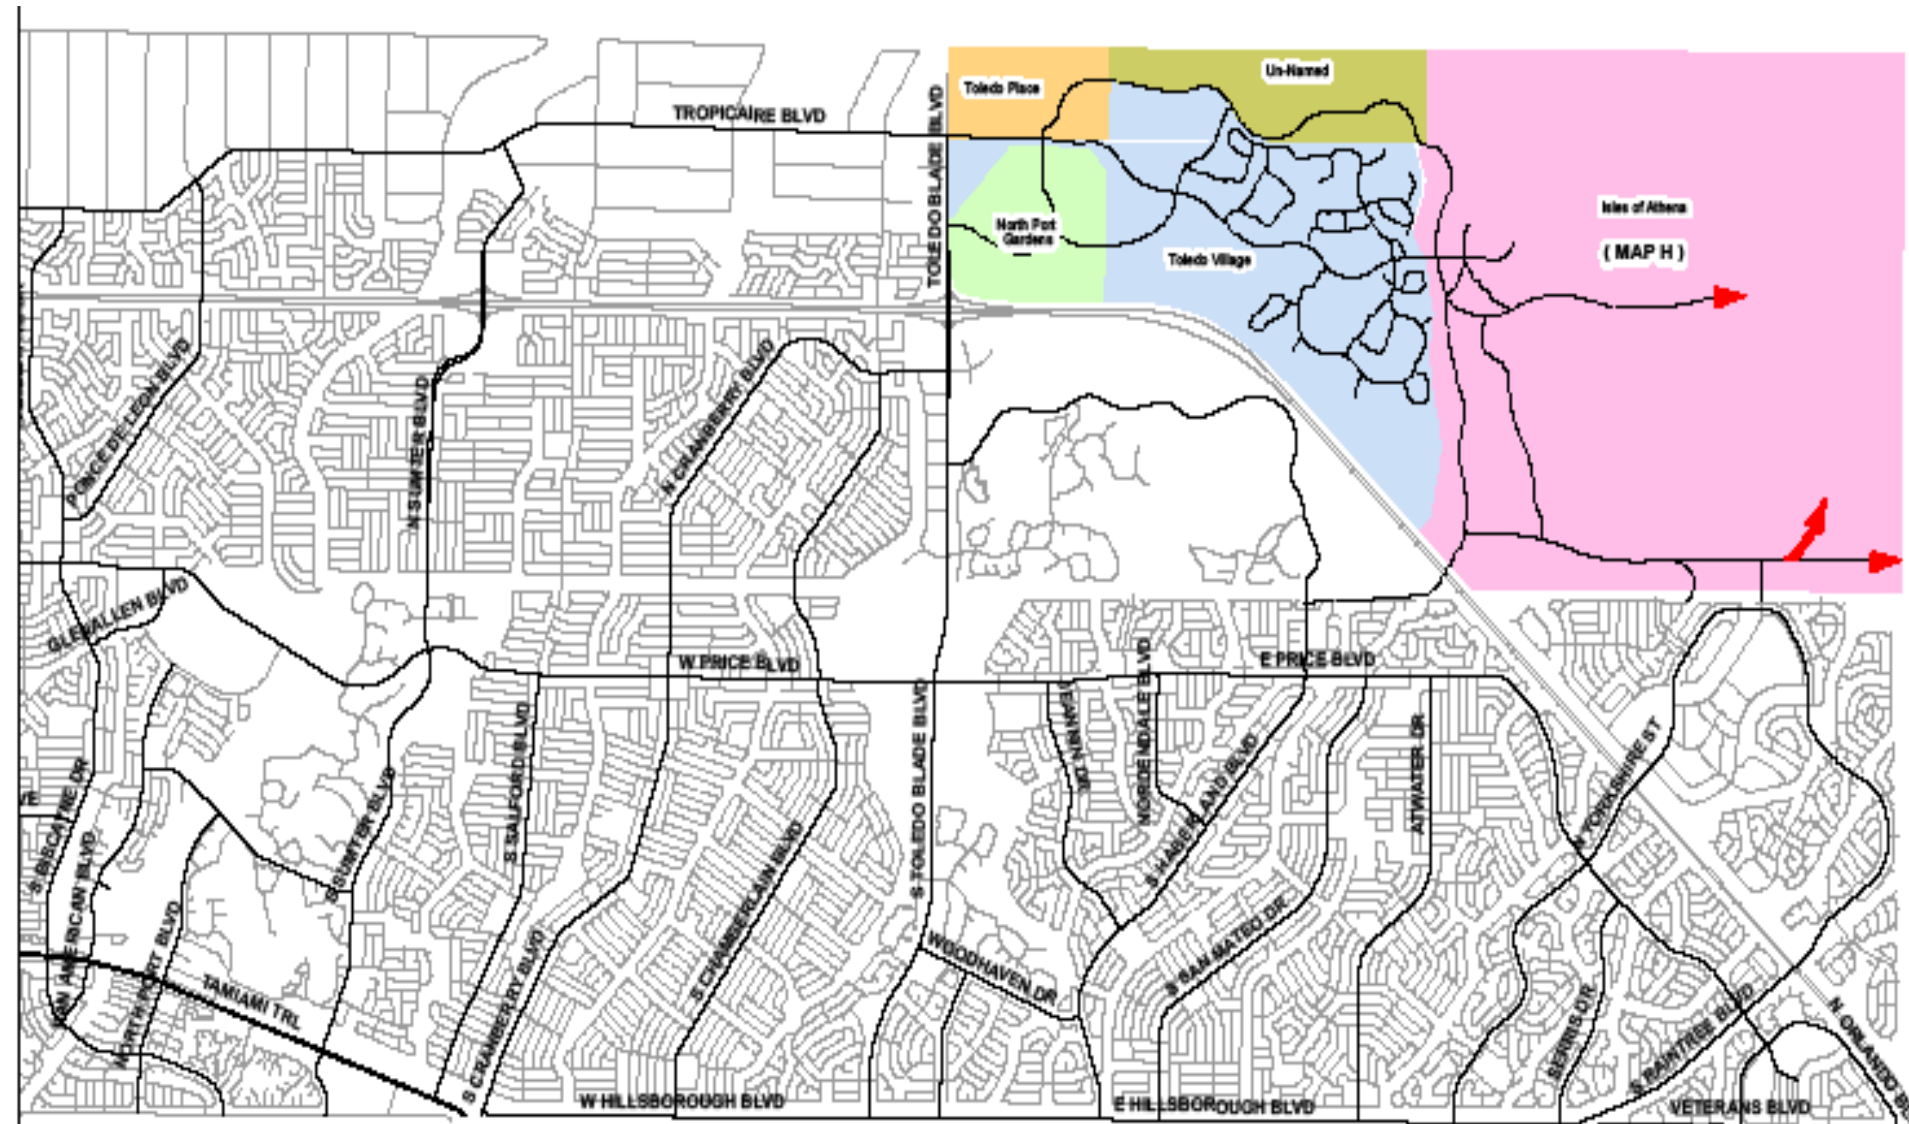 Un-Named
Toledo Place
TROPICAIRE BLVD
TOLEDO BLADE BLVD
Isles of Athena
( MAP H )
North Port
Gardens
Toledo Village
PONCE DE LEON BLVD
N SUMTER BLVD
N CRANBERRY BLVD
GLENALLEN BLVD
W PRICE BLVD
E PRICE BLVD
S TOLEDO BLADE BLVD
NORDENDALE BLVD
S HABERLAND BLVD
ATWATER DR
N YORKSHIRE ST
S SALFORD BLVD
S SUMTER BLVD
S BISCAYNE DR
PAN AMERICAN BLVD
NORTH PORT BLVD
TAMIAMI TRL
S CRANBERRY BLVD
S CHAMBERLAIN BLVD
WOODHAVEN DR
S SAN MATEO DR
S RAINTREE BLVD
W HILLSBOROUGH BLVD
E HILLSBOROUGH BLVD
VETERANS BLVD